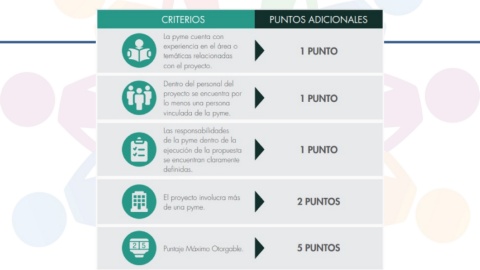 CRITERIOS
PUNTOS ADICIONALES
La pyme cuenta con
experiencia en el área o
temáticas relacionadas
con el proyecto.
1 PUNTO
Dentro del personal del
proyecto se encuentra por
lo menos una persona
vinculada de la pyme.
1 PUNTO
Las responsabilidades
de la pyme dentro de la
ejecución de la propuesta
se encuentran claramente
definidas.
1 PUNTO
El proyecto involucra más
de una pyme.
2 PUNTOS
Puntaje Máximo Otorgable.
5 PUNTOS